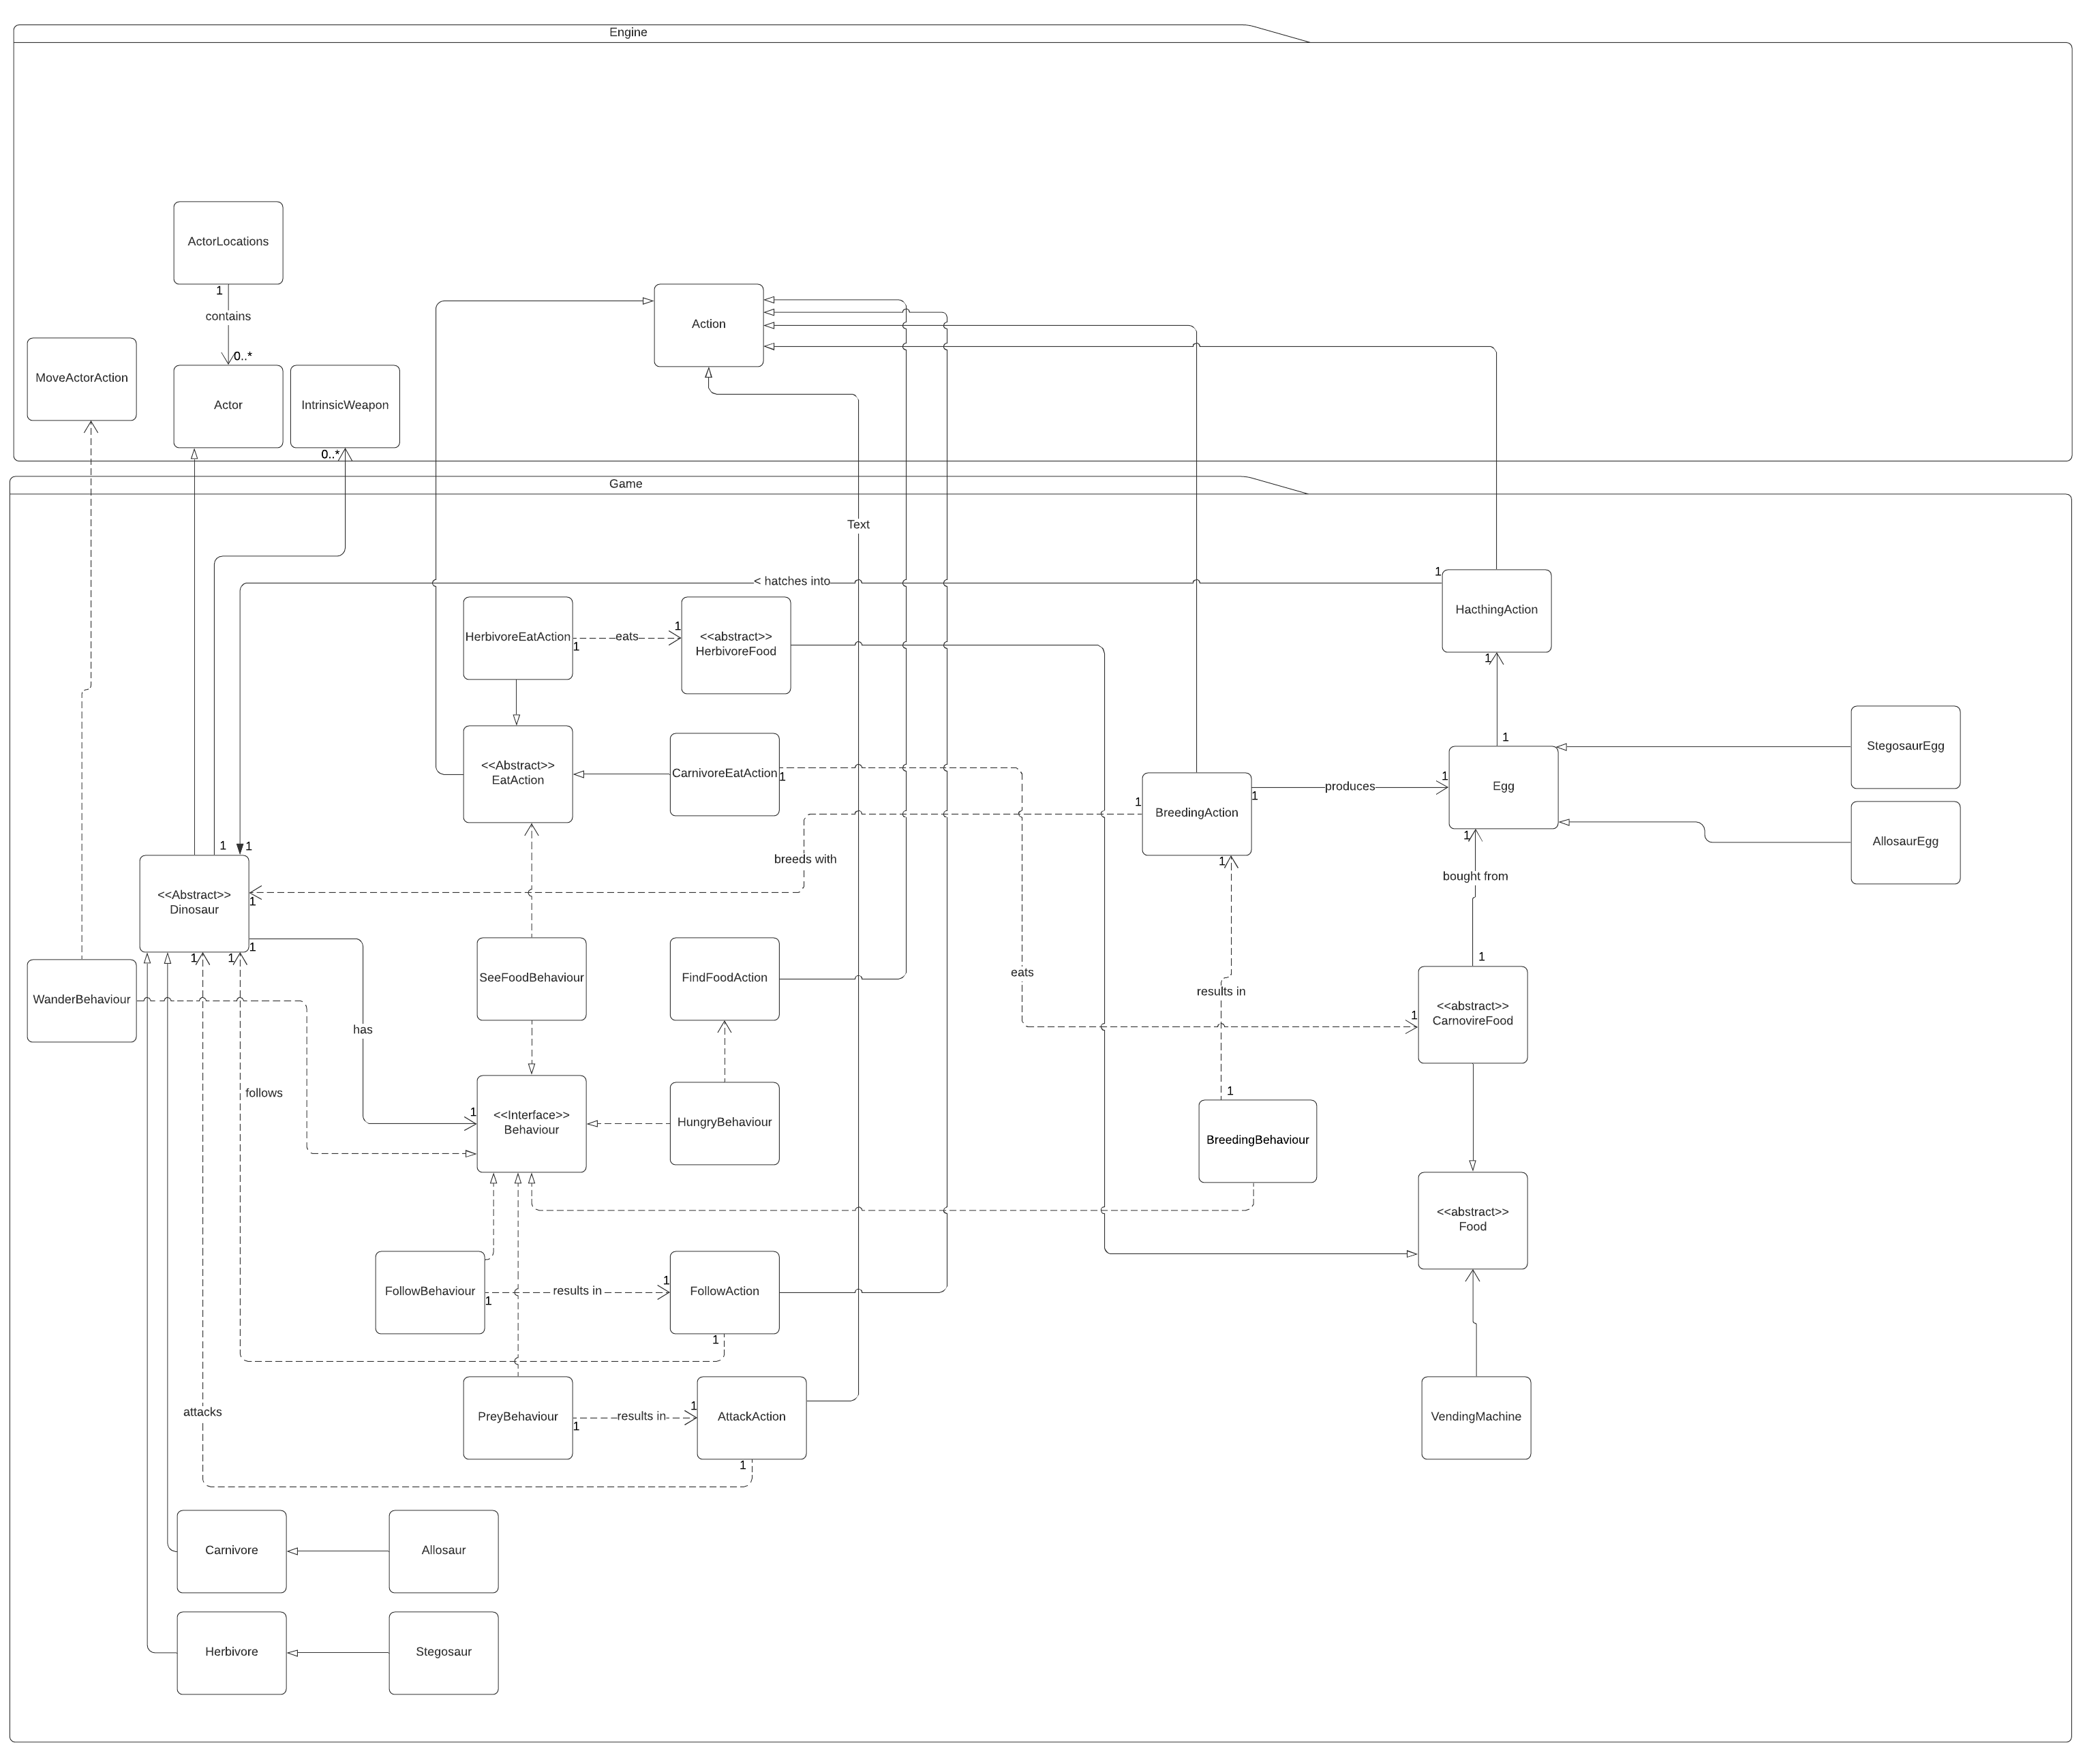 Engine
ActorLocations
1
contains
0..*
MoveActorAction
Actor
IntrinsicWeapon
0..*
Action
Game
Text
< hatches into
1
HacthingAction
1
HerbivoreEatAction
1
eats
1
<<abstract>>
HerbivoreFood
<<Abstract>>
EatAction
CarnivoreEatAction
1
StegosaurEgg
1
BreedingAction
1
1
produces
1
Egg
1
AllosaurEgg
breeds with
bought from
1
1
1
<<Abstract>>
Dinosaur
1
1
1
1
1
WanderBehaviour
SeeFoodBehaviour
FindFoodAction
eats
results in
1
1
<<abstract>>
CarnovireFood
has
follows
1
<<Interface>>
Behaviour
HungryBehaviour
1
BreedingBehaviour
<<abstract>>
Food
FollowBehaviour
1
results in
1
FollowAction
1
attacks
PreyBehaviour
1
results in
1
AttackAction
1
VendingMachine
Carnivore
Allosaur
Herbivore
Stegosaur